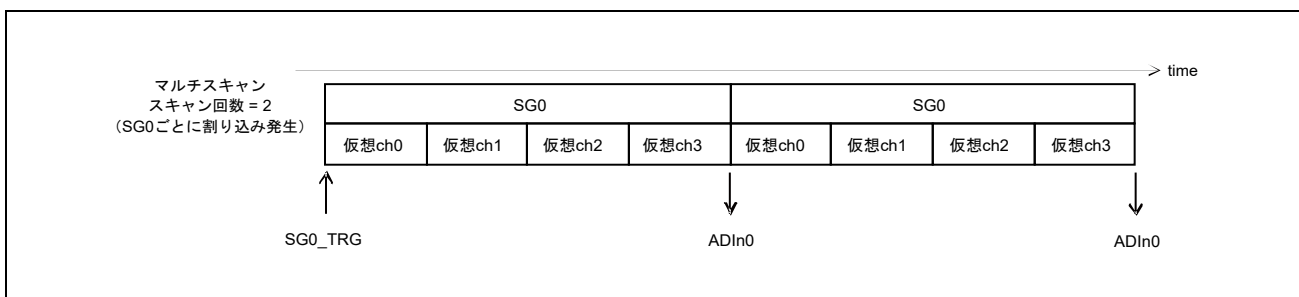 time
マルチスキャン
スキャン回数 = 2
（SG0ごとに割り込み発生）
SG0 SG0
仮想ch0 仮想ch1 仮想ch2 仮想ch3 仮想ch0 仮想ch1 仮想ch2 仮想ch3
SG0_TRG ADIn0 ADIn0